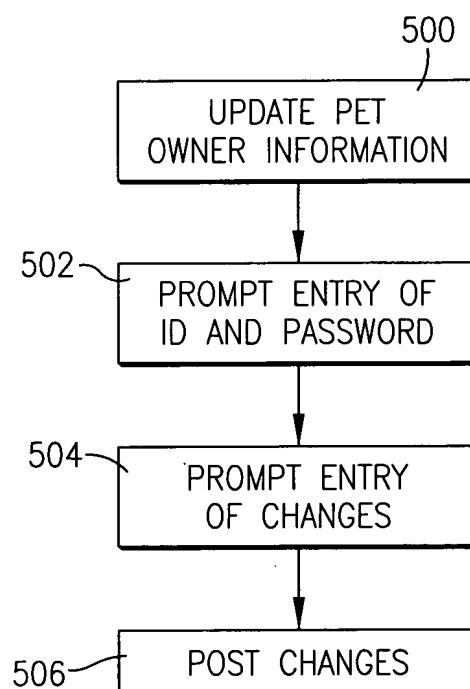 500
UPDATE PET
OWNER INFORMATION
502
PROMPT ENTRY OF
ID AND PASSWORD
504
PROMPT ENTRY
OF CHANGES
506
POST CHANGES